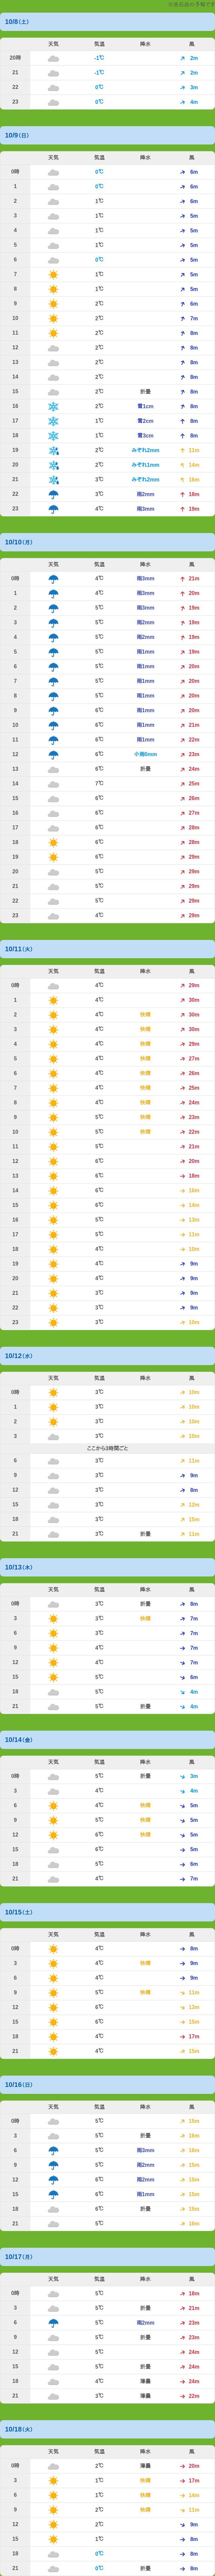 10/8(土)
天気 気温 降水 風
20時 -1℃ 2m
21 -1℃ 2m
22 0℃ 3m
23 0℃ 4m
10/9(日)
天気 気温 降水 風
0時 0℃ 6m
1 0℃ 6m
2 1℃ 6m
3 1℃ 5m
4 1℃ 5m
5 1℃ 5m
6 0℃ 5m
7 1℃ 5m
8 1℃ 5m
9 2℃ 6m
10 2℃ 7m
11 2℃ 8m
12 2℃ 8m
13 2℃ 8m
14 2℃ 8m
15 2℃ 折曇 8m
16 2℃ 雪1cm 8m
17 1℃ 雪2cm 8m
18 1℃ 雪3cm 8m
19 2℃ みぞれ2mm 11m
20 2℃ みぞれ1mm 14m
21 3℃ みぞれ2mm 16m
22 3℃ 雨2mm 18m
23 4℃ 雨3mm 19m
10/10(月)
天気 気温 降水 風
0時 4℃ 雨3mm 21m
1 4℃ 雨3mm 20m
2 5℃ 雨3mm 19m
3 5℃ 雨2mm 19m
4 5℃ 雨2mm 19m
5 5℃ 雨1mm 19m
6 5℃ 雨1mm 20m
7 5℃ 雨1mm 20m
8 5℃ 雨1mm 20m
9 6℃ 雨1mm 20m
10 6℃ 雨1mm 21m
11 6℃ 雨1mm 22m
12 6℃ 小雨0mm 23m
13 6℃ 折曇 24m
14 7℃ 25m
15 6℃ 26m
16 6℃ 27m
17 6℃ 28m
18 6℃ 28m
19 6℃ 29m
20 5℃ 29m
21 5℃ 29m
22 5℃ 29m
23 4℃ 29m
10/11(火)
天気 気温 降水 風
0時 4℃ 29m
1 4℃ 30m
2 4℃ 快晴 30m
3 4℃ 快晴 30m
4 4℃ 快晴 29m
5 4℃ 快晴 27m
6 4℃ 快晴 26m
7 4℃ 快晴 25m
8 4℃ 快晴 24m
9 5℃ 快晴 23m
10 5℃ 快晴 22m
11 5℃ 21m
12 6℃ 20m
13 6℃ 18m
14 6℃ 16m
15 6℃ 14m
16 5℃ 13m
17 5℃ 11m
18 4℃ 10m
19 4℃ 9m
20 4℃ 9m
21 3℃ 9m
22 3℃ 9m
23 3℃ 10m
10/12(水)
天気 気温 降水 風
0時 3℃ 10m
1 3℃ 10m
2 3℃ 10m
3 3℃ 10m
ここから3時間ごと
6 3℃ 11m
9 3℃ 9m
12 3℃ 8m
15 3℃ 12m
18 3℃ 15m
21 3℃ 折曇 11m
10/13(木)
天気 気温 降水 風
0時 3℃ 折曇 8m
3 3℃ 快晴 7m
6 3℃ 7m
9 4℃ 7m
12 4℃ 7m
15 5℃ 6m
18 5℃ 4m
21 5℃ 折曇 4m
10/14(金)
天気 気温 降水 風
0時 5℃ 折曇 3m
3 4℃ 4m
6 4℃ 快晴 5m
9 5℃ 快晴 5m
12 6℃ 快晴 5m
15 6℃ 5m
18 5℃ 6m
21 4℃ 7m
10/15(土)
天気 気温 降水 風
0時 4℃ 8m
3 4℃ 快晴 9m
6 4℃ 9m
9 5℃ 快晴 11m
12 6℃ 13m
15 6℃ 15m
18 4℃ 17m
21 4℃ 15m
10/16(日)
天気 気温 降水 風
0時 5℃ 15m
3 5℃ 折曇 16m
6 5℃ 雨3mm 16m
9 5℃ 雨2mm 15m
12 6℃ 雨2mm 15m
15 6℃ 雨1mm 15m
18 6℃ 折曇 15m
21 5℃ 16m
10/17(月)
天気 気温 降水 風
0時 5℃ 18m
3 5℃ 折曇 21m
6 5℃ 雨2mm 23m
9 5℃ 折曇 23m
12 5℃ 24m
15 5℃ 折曇 24m
18 4℃ 薄曇 24m
21 3℃ 薄曇 22m
10/18(火)
天気 気温 降水 風
0時 2℃ 薄曇 20m
3 1℃ 快晴 17m
6 1℃ 快晴 14m
9 2℃ 快晴 11m
12 2℃ 9m
15 1℃ 8m
18 0℃ 8m
21 0℃ 折曇 8m